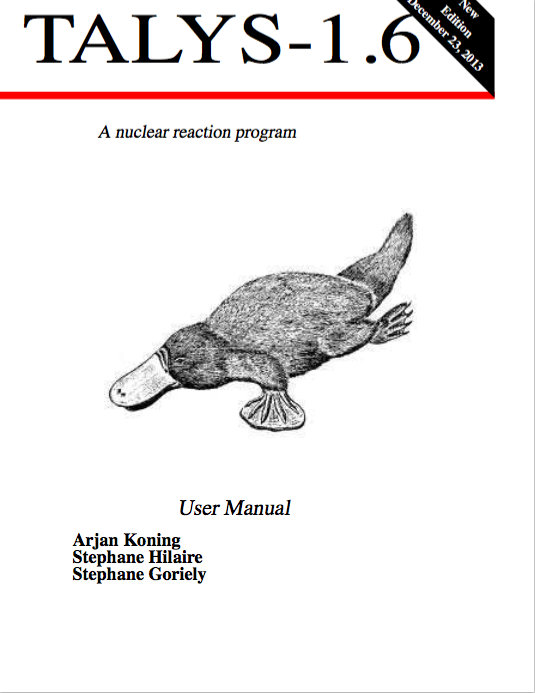 TALYS-1.6
New
Edition
December 23, 2013
A nuclear reaction program
User Manual
Arjan Koning
Stephane Hilaire
Stephane Goriely